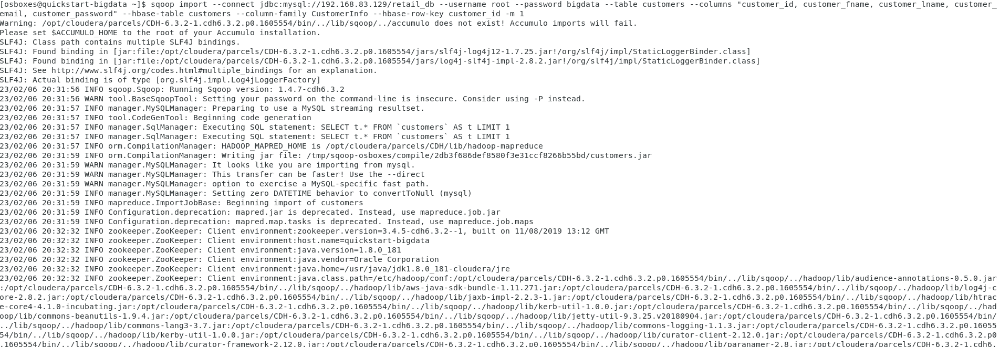 [osboxes@quickstart-bigdata ~]$ sqoop import --connect jdbc:mysql://192.168.83.129/retail_db --username root --password bigdata --table customers --columns "customer_id, customer_fname, customer_lname, customer_
email, customer_password" --hbase-table customers --column-family CustomerInfo --hbase-row-key customer_id -m 1
Warning: /opt/cloudera/parcels/CDH-6.3.2-1.cdh6.3.2.p0.1605554/bin/../lib/sqoop/../accumulo does not exist! Accumulo imports will fail.
Please set $ACCUMULO_HOME to the root of your Accumulo installation.
SLF4J: Class path contains multiple SLF4J bindings.
SLF4J: Found binding in [jar:file:/opt/cloudera/parcels/CDH-6.3.2-1.cdh6.3.2.p0.1605554/jars/slf4j-log4j12-1.7.25.jar!/org/slf4j/impl/StaticLoggerBinder.class]
SLF4J: Found binding in [jar:file:/opt/cloudera/parcels/CDH-6.3.2-1.cdh6.3.2.p0.1605554/jars/log4j-slf4j-impl-2.8.2.jar!/org/slf4j/impl/StaticLoggerBinder.class]
SLF4J: See http://www.slf4j.org/codes.html#multiple_bindings for an explanation.
SLF4J: Actual binding is of type [org.slf4j.impl.Log4jLoggerFactory]
23/02/06 20:31:56 INFO sqoop.Sqoop: Running Sqoop version: 1.4.7-cdh6.3.2
23/02/06 20:31:56 WARN tool.BaseSqoopTool: Setting your password on the command-line is insecure. Consider using -P instead.
23/02/06 20:31:57 INFO manager.MySQLManager: Preparing to use a MySQL streaming resultset.
23/02/06 20:31:57 INFO tool.CodeGenTool: Beginning code generation
23/02/06 20:31:57 INFO manager.SqlManager: Executing SQL statement: SELECT t.* FROM `customers` AS t LIMIT 1
23/02/06 20:31:57 INFO manager.SqlManager: Executing SQL statement: SELECT t.* FROM `customers` AS t LIMIT 1
23/02/06 20:31:57 INFO orm.CompilationManager: HADOOP_MAPRED_HOME is /opt/cloudera/parcels/CDH/lib/hadoop-mapreduce
23/02/06 20:31:59 INFO orm.CompilationManager: Writing jar file: /tmp/sqoop-osboxes/compile/2db3f686def8580f3e31ccf8266b55bd/customers.jar
23/02/06 20:31:59 WARN manager.MySQLManager: It looks like you are importing from mysql.
23/02/06 20:31:59 WARN manager.MySQLManager: This transfer can be faster! Use the --direct
23/02/06 20:31:59 WARN manager.MySQLManager: option to exercise a MySQL-specific fast path.
23/02/06 20:31:59 INFO manager.MySQLManager: Setting zero DATETIME behavior to convertToNull (mysql)
23/02/06 20:31:59 INFO mapreduce.ImportJobBase: Beginning import of customers
23/02/06 20:31:59 INFO Configuration.deprecation: mapred.jar is deprecated. Instead, use mapreduce.job.jar
23/02/06 20:31:59 INFO Configuration.deprecation: mapred.map.tasks is deprecated. Instead, use mapreduce.job.maps
23/02/06 20:32:32 INFO zookeeper.ZooKeeper: Client environment:zookeeper.version=3.4.5-cdh6.3.2--1, built on 11/08/2019 13:12 GMT
23/02/06 20:32:32 INFO zookeeper.ZooKeeper: Client environment:host.name=quickstart-bigdata
23/02/06 20:32:32 INFO zookeeper.ZooKeeper: Client environment:java.version=1.8.0_181
23/02/06 20:32:32 INFO zookeeper.ZooKeeper: Client environment:java.vendor=Oracle Corporation
23/02/06 20:32:32 INFO zookeeper.ZooKeeper: Client environment:java.home=/usr/java/jdk1.8.0_181-cloudera/jre
23/02/06 20:32:32 INFO zookeeper.ZooKeeper: Client environment:java.class.path=/etc/hadoop/conf:/opt/cloudera/parcels/CDH-6.3.2-1.cdh6.3.2.p0.1605554/bin/../lib/sqoop/../hadoop/lib/audience-annotations-0.5.0.jar
:/opt/cloudera/parcels/CDH-6.3.2-1.cdh6.3.2.p0.1605554/bin/../lib/sqoop/../hadoop/lib/aws-java-sdk-bundle-1.11.271.jar:/opt/cloudera/parcels/CDH-6.3.2-1.cdh6.3.2.p0.1605554/bin/../lib/sqoop/../hadoop/lib/log4j-c
ore-2.8.2.jar:/opt/cloudera/parcels/CDH-6.3.2-1.cdh6.3.2.p0.1605554/bin/../lib/sqoop/../hadoop/lib/jaxb-impl-2.2.3-1.jar:/opt/cloudera/parcels/CDH-6.3.2-1.cdh6.3.2.p0.1605554/bin/../lib/sqoop/../hadoop/lib/htrac
e-core4-4.1.0-incubating.jar:/opt/cloudera/parcels/CDH-6.3.2-1.cdh6.3.2.p0.1605554/bin/../lib/sqoop/../hadoop/lib/kerb-util-1.0.0.jar:/opt/cloudera/parcels/CDH-6.3.2-1.cdh6.3.2.p0.1605554/bin/../lib/sqoop/../had
oop/lib/commons-beanutils-1.9.4.jar:/opt/cloudera/parcels/CDH-6.3.2-1.cdh6.3.2.p0.1605554/bin/../lib/sqoop/../hadoop/lib/jetty-util-9.3.25.v20180904.jar:/opt/cloudera/parcels/CDH-6.3.2-1.cdh6.3.2.p0.1605554/bin/
../lib/sqoop/../hadoop/lib/commons-lang3-3.7.jar:/opt/cloudera/parcels/CDH-6.3.2-1.cdh6.3.2.p0.1605554/bin/../lib/sqoop/../hadoop/lib/commons-logging-1.1.3.jar:/opt/cloudera/parcels/CDH-6.3.2-1.cdh6.3.2.p0.16055
54/bin/../lib/sqoop/../hadoop/lib/kerby-util-1.0.0.jar:/opt/cloudera/parcels/CDH-6.3.2-1.cdh6.3.2.p0.1605554/bin/../lib/sqoop/../hadoop/lib/curator-client-2.12.0.jar:/opt/cloudera/parcels/CDH-6.3.2-1.cdh6.3.2.p0
.1605554/bin/../lib/sqoop/../hadoop/lib/curator-framework-2.12.0.jar:/opt/cloudera/parcels/CDH-6.3.2-1.cdh6.3.2.p0.1605554/bin/../lib/sqoop/../hadoop/lib/paranamer-2.8.jar:/opt/cloudera/parcels/CDH-6.3.2-1.cdh6.